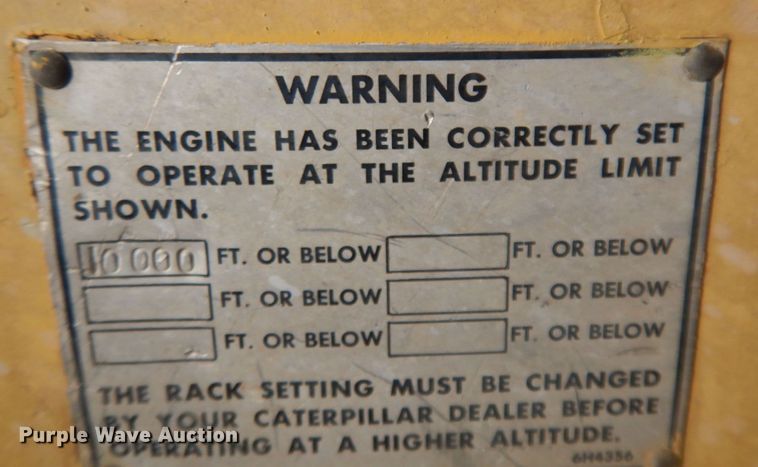 WARNING
THE ENGINE HAS BEEN CORRECTLY SET
TO OPERATE AT THE ALTITUDE LIMIT
SHOWN.
10 000 FT. OR BELOW FT. OR BELOW
FT. OR BELOW FT. OR BELOW
FT. OR BELOW FT. OR BELOW
THE RACK SETTING MUST BE CHANGED
BY YOUR CATERPILLAR DEALER BEFORE
OPERATING AT A HIGHER ALTITUDE.
6H4356
Purple Wave Auction